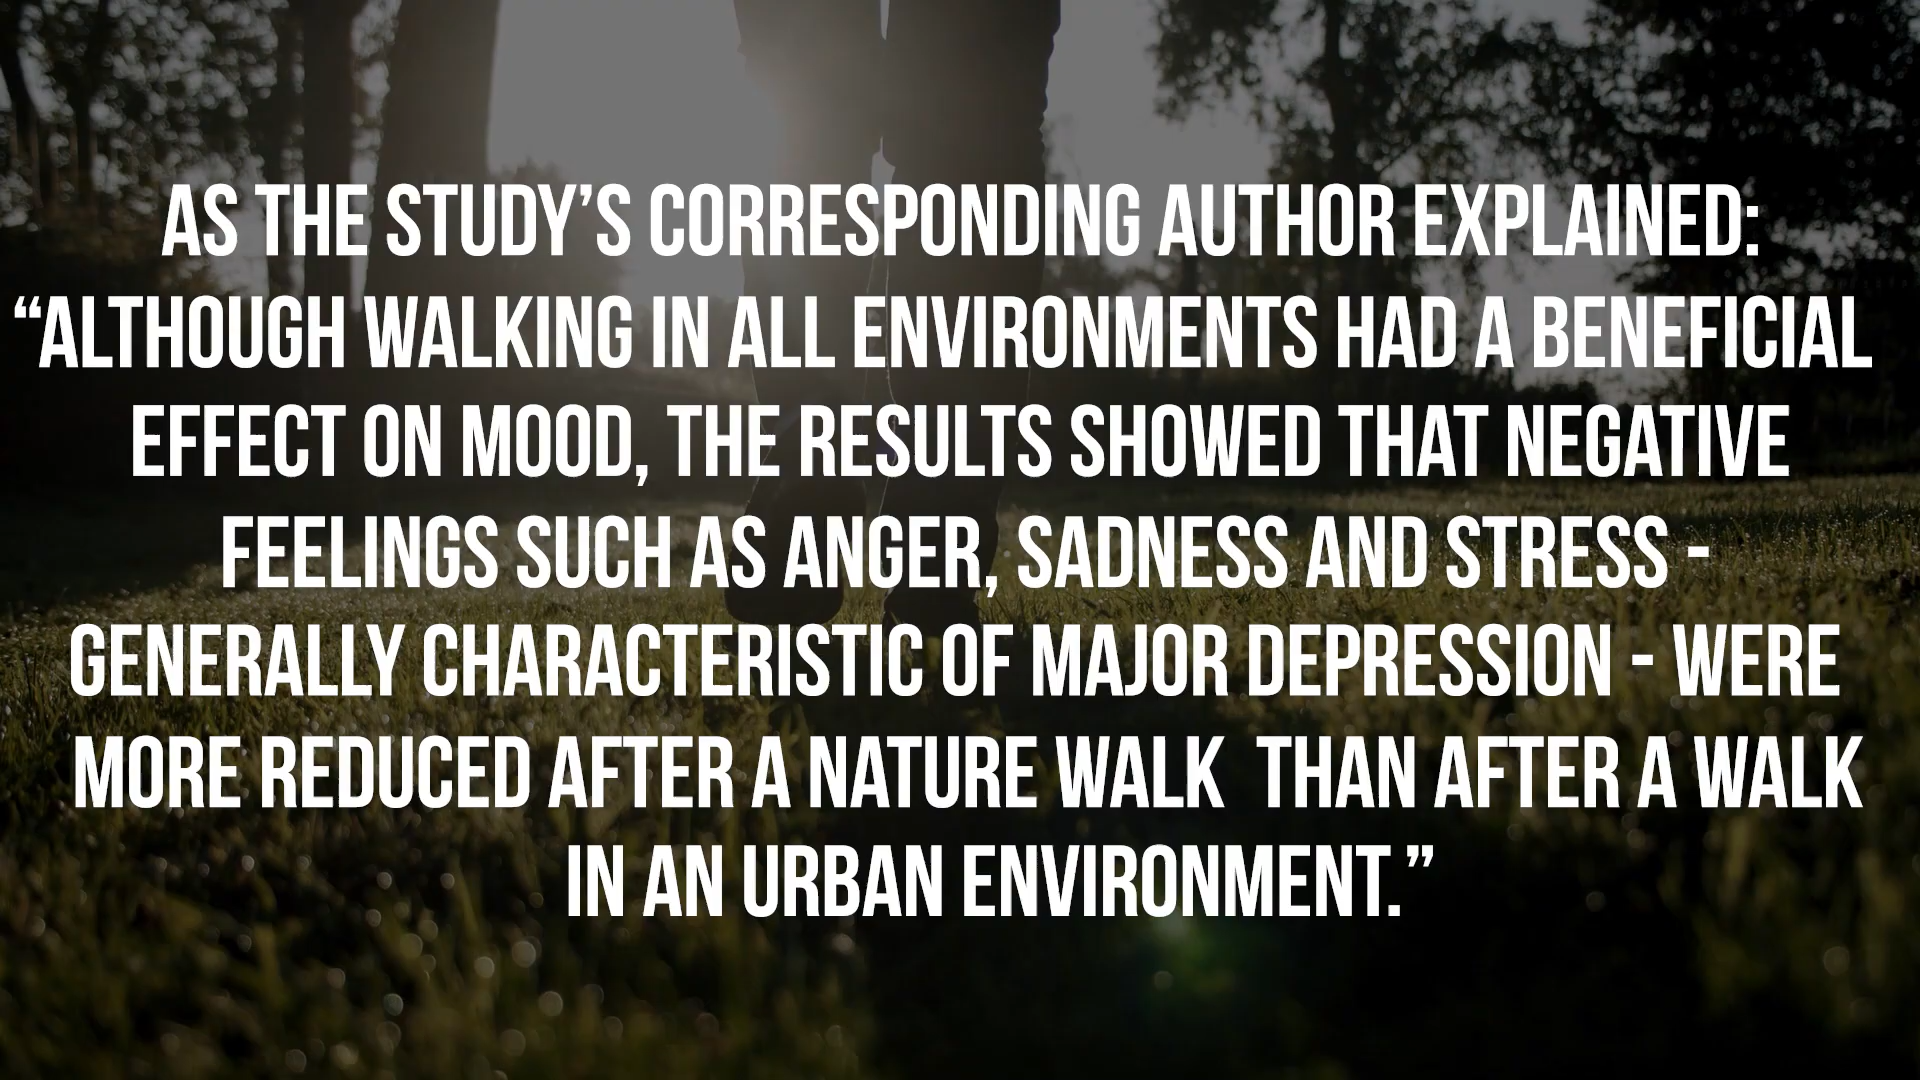 AS THE STUDY’S CORRESPONDING AUTHOR EXPLAINED:
“ALTHOUGH WALKING IN ALL ENVIRONMENTS HAD A BENEFICIAL
EFFECT ON MOOD, THE RESULTS SHOWED THAT NEGATIVE
FEELINGS SUCH AS ANGER, SADNESS AND STRESS -
GENERALLY CHARACTERISTIC OF MAJOR DEPRESSION - WERE
MORE REDUCED AFTER A NATURE WALK  THAN AFTER A WALK
IN AN URBAN ENVIRONMENT.”